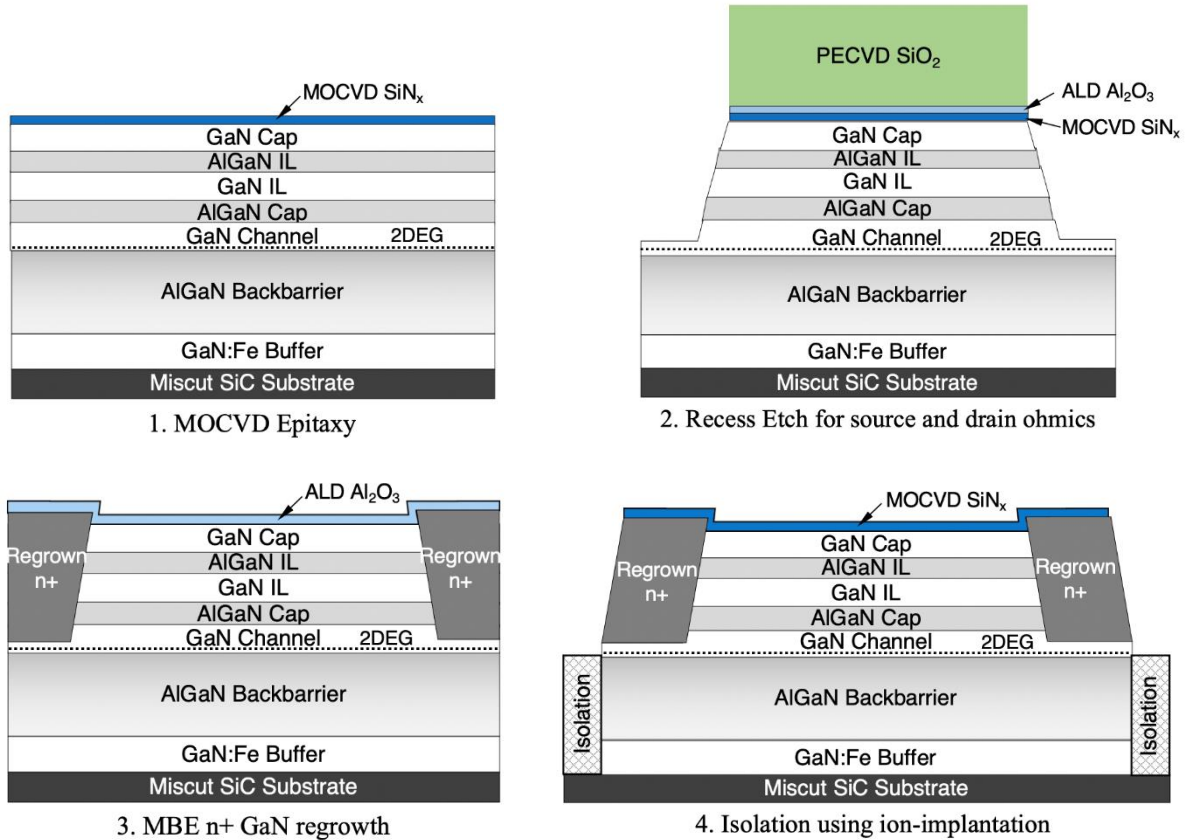 MOCVD SiNₓ
GaN Cap
AlGaN IL
GaN IL
AlGaN Cap
GaN Channel 2DEG
AlGaN Backbarrier
GaN:Fe Buffer
Miscut SiC Substrate
1. MOCVD Epitaxy
PECVD SiO₂
ALD Al₂O₃
MOCVD SiNₓ
GaN Cap
AlGaN IL
GaN IL
AlGaN Cap
GaN Channel 2DEG
AlGaN Backbarrier
GaN:Fe Buffer
Miscut SiC Substrate
2. Recess Etch for source and drain ohmics
ALD Al₂O₃
GaN Cap
Regrown
n+
AlGaN IL
Regrown
n+
GaN IL
AlGaN Cap
GaN Channel 2DEG
AlGaN Backbarrier
GaN:Fe Buffer
Miscut SiC Substrate
3. MBE n+ GaN regrowth
MOCVD SiNₓ
GaN Cap
Regrown
n+
AlGaN IL
Regrown
n+
GaN IL
AlGaN Cap
GaN Channel 2DEG
Isolation
AlGaN Backbarrier
Isolation
GaN:Fe Buffer
Miscut SiC Substrate
4. Isolation using ion-implantation